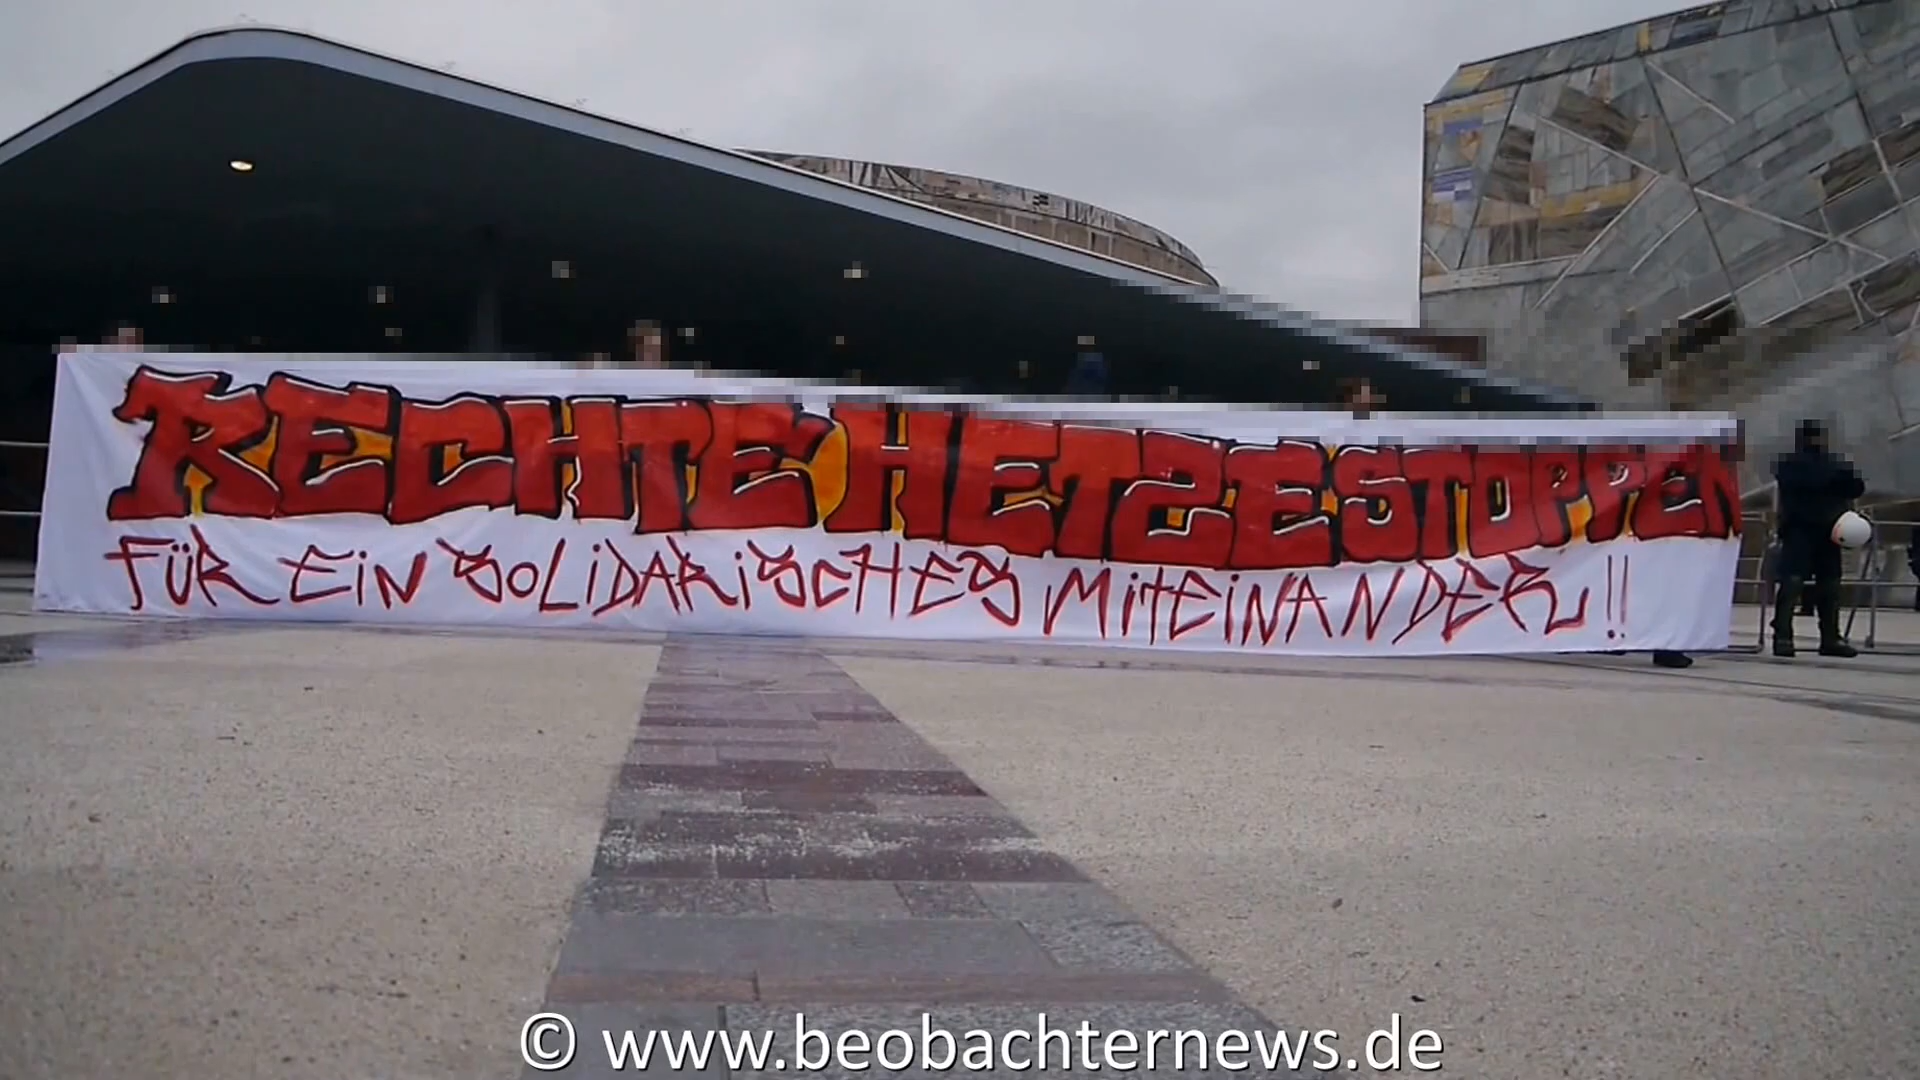 RECHTE HETZE STOPPEN
FÜR EiN SOLiDARiSCHES MiTEiNANDER!!
© www.beobachternews.de